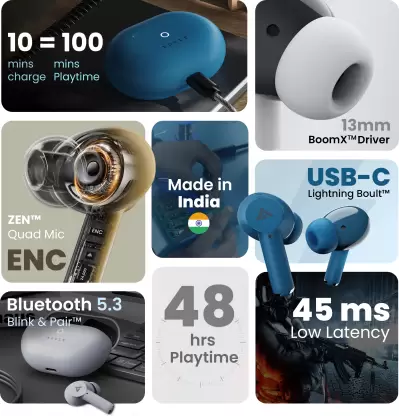 10 = 100
mins mins
charge Playtime
13mm
BoomX™ Driver
ZEN™
Quad Mic
ENC
ENC
Made in
India
USB-C
Lightning Boult™
Bluetooth 5.3
Blink & Pair™
48
hrs
Playtime
45 ms
Low Latency